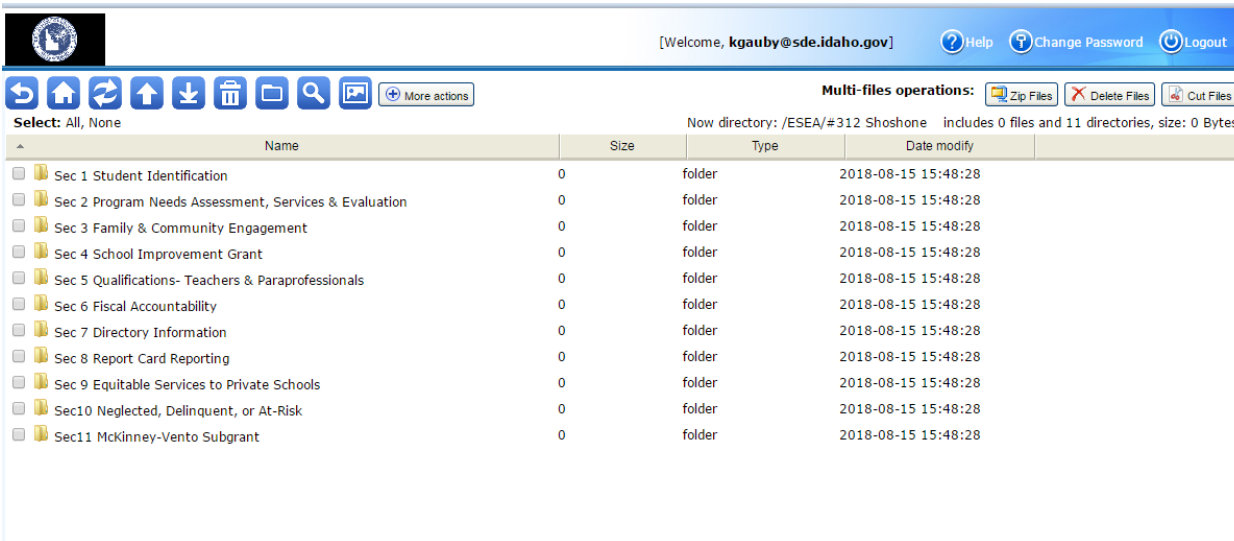 [Welcome, kgauby@sde.idaho.gov] Help Change Password Logout
More actions Multi-files operations: Zip Files Delete Files Cut Files
Select: All, None Now directory: /ESEA/#312 Shoshone includes 0 files and 11 directories, size: 0 Bytes
Name Size Type Date modify
Sec 1 Student Identification 0 folder 2018-08-15 15:48:28
Sec 2 Program Needs Assessment, Services & Evaluation 0 folder 2018-08-15 15:48:28
Sec 3 Family & Community Engagement 0 folder 2018-08-15 15:48:28
Sec 4 School Improvement Grant 0 folder 2018-08-15 15:48:28
Sec 5 Qualifications- Teachers & Paraprofessionals 0 folder 2018-08-15 15:48:28
Sec 6 Fiscal Accountability 0 folder 2018-08-15 15:48:28
Sec 7 Directory Information 0 folder 2018-08-15 15:48:28
Sec 8 Report Card Reporting 0 folder 2018-08-15 15:48:28
Sec 9 Equitable Services to Private Schools 0 folder 2018-08-15 15:48:28
Sec10 Neglected, Delinquent, or At-Risk 0 folder 2018-08-15 15:48:28
Sec11 McKinney-Vento Subgrant 0 folder 2018-08-15 15:48:28